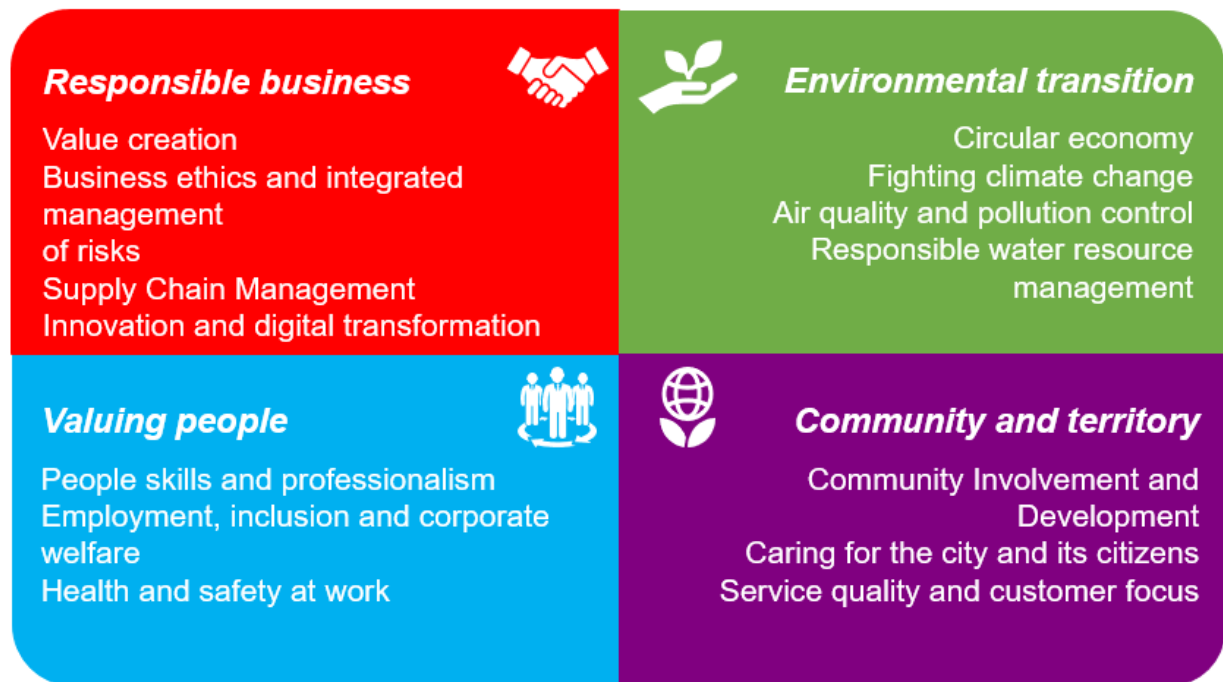 Responsible business
Value creation
Business ethics and integrated
management
of risks
Supply Chain Management
Innovation and digital transformation
Environmental transition
Circular economy
Fighting climate change
Air quality and pollution control
Responsible water resource
management
Valuing people
People skills and professionalism
Employment, inclusion and corporate
welfare
Health and safety at work
Community and territory
Community Involvement and
Development
Caring for the city and its citizens
Service quality and customer focus